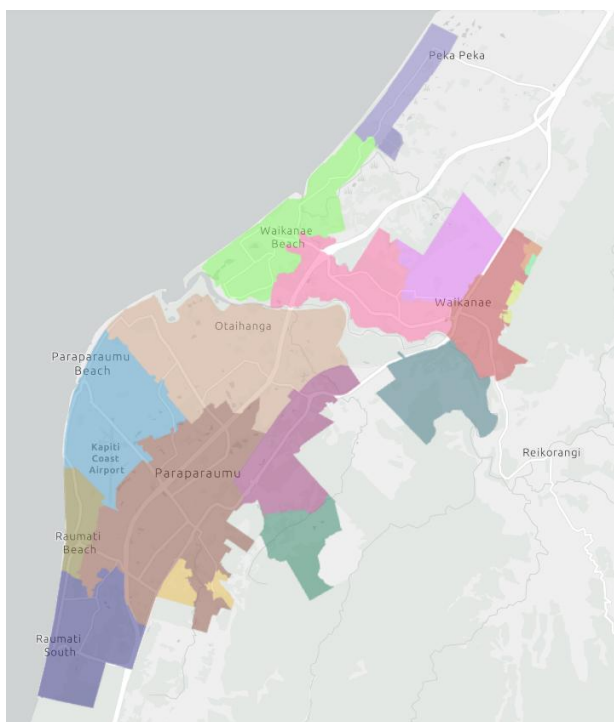 Peka Peka
Waikanae
Beach
Waikanae
Otaihanga
Paraparaumu
Beach
Kapiti
Coast
Airport
Paraparaumu
Reikorangi
Raumati
Beach
Raumati
South